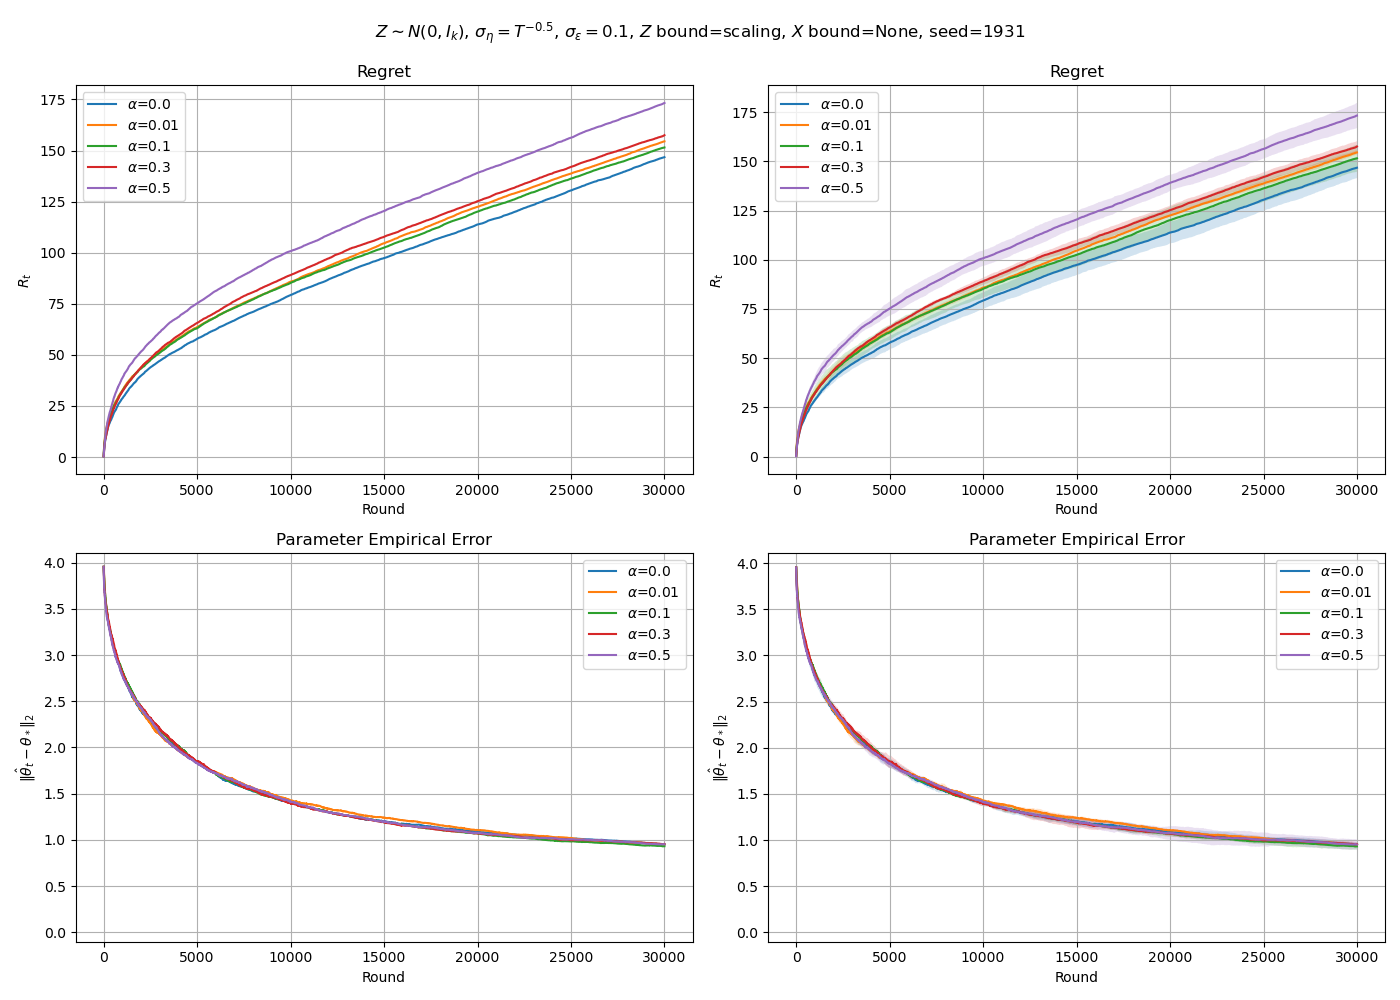 Z ∼ N(0, I_k), σ_η = T^{−0.5}, σ_ε = 0.1, Z bound=scaling, X bound=None, seed=1931
Regret
R_t
175
150
125
100
75
50
25
0
α=0.0
α=0.01
α=0.1
α=0.3
α=0.5
0 5000 10000 15000 20000 25000 30000
Round
Regret
R_t
175
150
125
100
75
50
25
0
α=0.0
α=0.01
α=0.1
α=0.3
α=0.5
0 5000 10000 15000 20000 25000 30000
Round
Parameter Empirical Error
‖θ̂_t − θ_*‖_2
4.0
3.5
3.0
2.5
2.0
1.5
1.0
0.5
0.0
α=0.0
α=0.01
α=0.1
α=0.3
α=0.5
0 5000 10000 15000 20000 25000 30000
Round
Parameter Empirical Error
‖θ̂_t − θ_*‖_2
4.0
3.5
3.0
2.5
2.0
1.5
1.0
0.5
0.0
α=0.0
α=0.01
α=0.1
α=0.3
α=0.5
0 5000 10000 15000 20000 25000 30000
Round